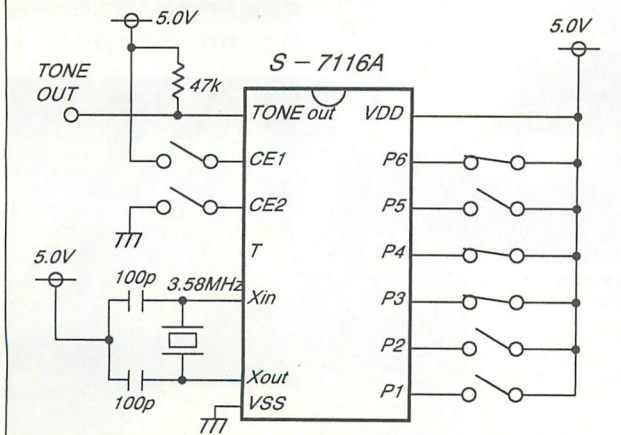 5.0V
5.0V
47k
S-7116A
TONE
OUT
TONE out
VDD
CE1
P6
CE2
P5
T
P4
5.0V
100p
3.58MHz
Xin
P3
P2
100p
Xout
P1
VSS